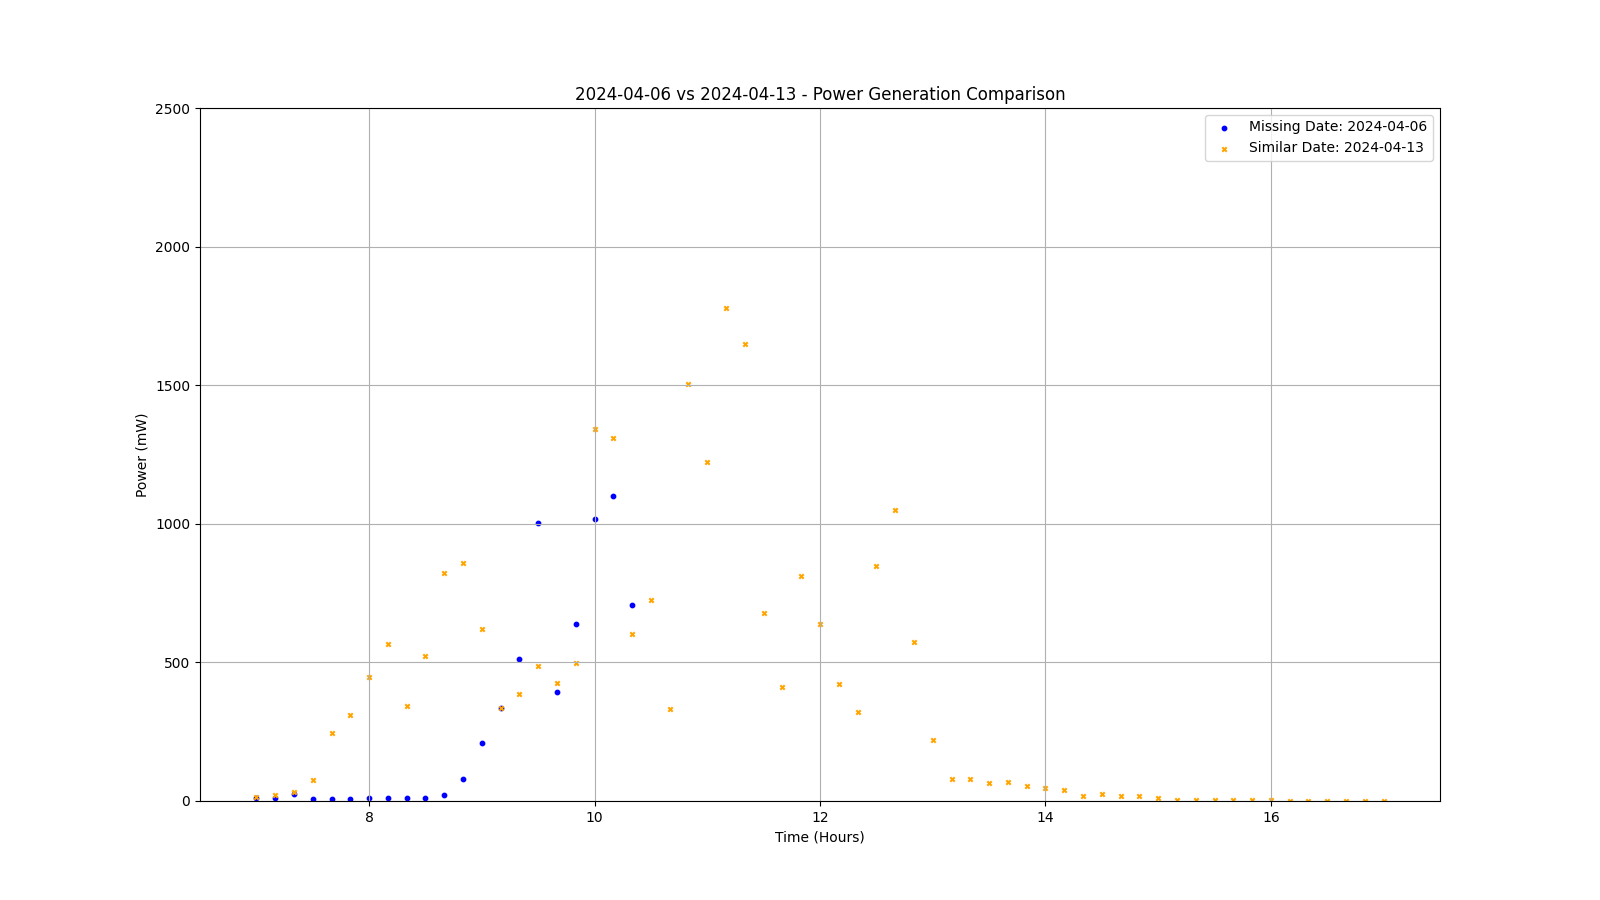 2024-04-06 vs 2024-04-13 - Power Generation Comparison
Missing Date: 2024-04-06
Similar Date: 2024-04-13
2500
2000
1500
1000
500
0
Power (mW)
8 10 12 14 16
Time (Hours)